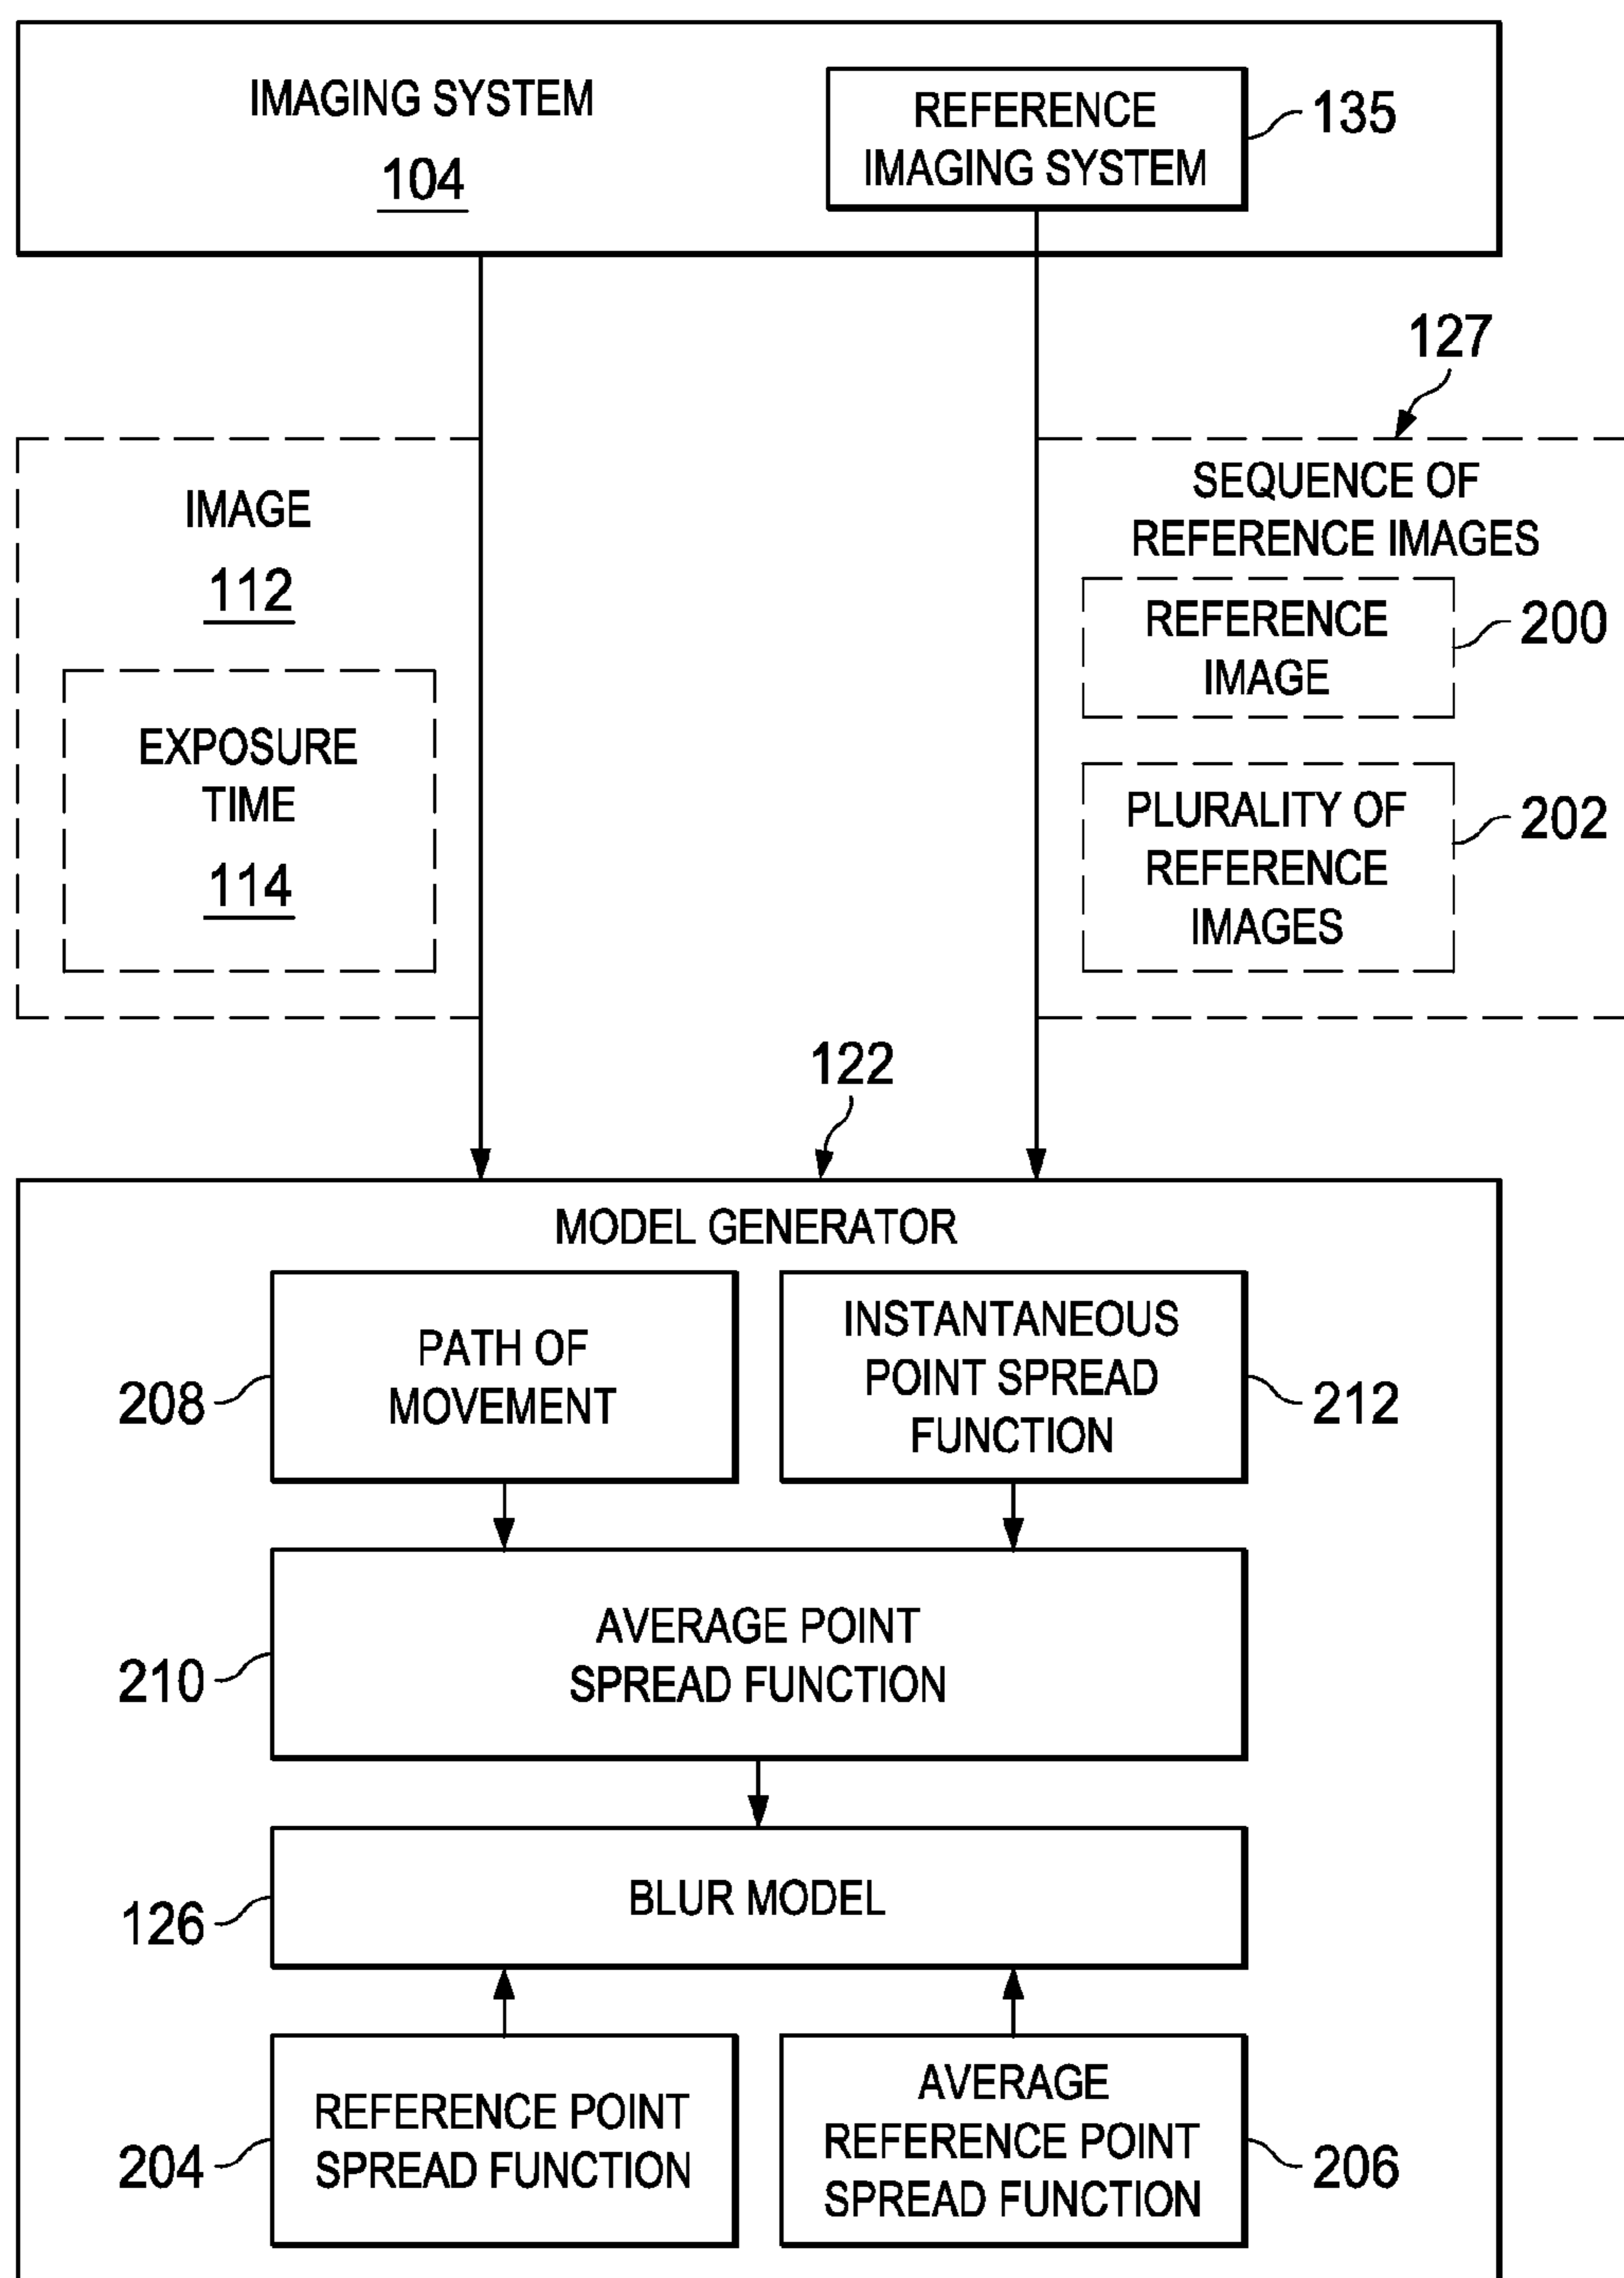 IMAGING SYSTEM
104
REFERENCE
IMAGING SYSTEM
135
127
IMAGE
112
EXPOSURE
TIME
114
SEQUENCE OF
REFERENCE IMAGES
REFERENCE
IMAGE
200
PLURALITY OF
REFERENCE
IMAGES
202
122
MODEL GENERATOR
PATH OF
MOVEMENT
208
INSTANTANEOUS
POINT SPREAD
FUNCTION
212
AVERAGE POINT
SPREAD FUNCTION
210
BLUR MODEL
126
REFERENCE POINT
SPREAD FUNCTION
204
AVERAGE
REFERENCE POINT
SPREAD FUNCTION
206